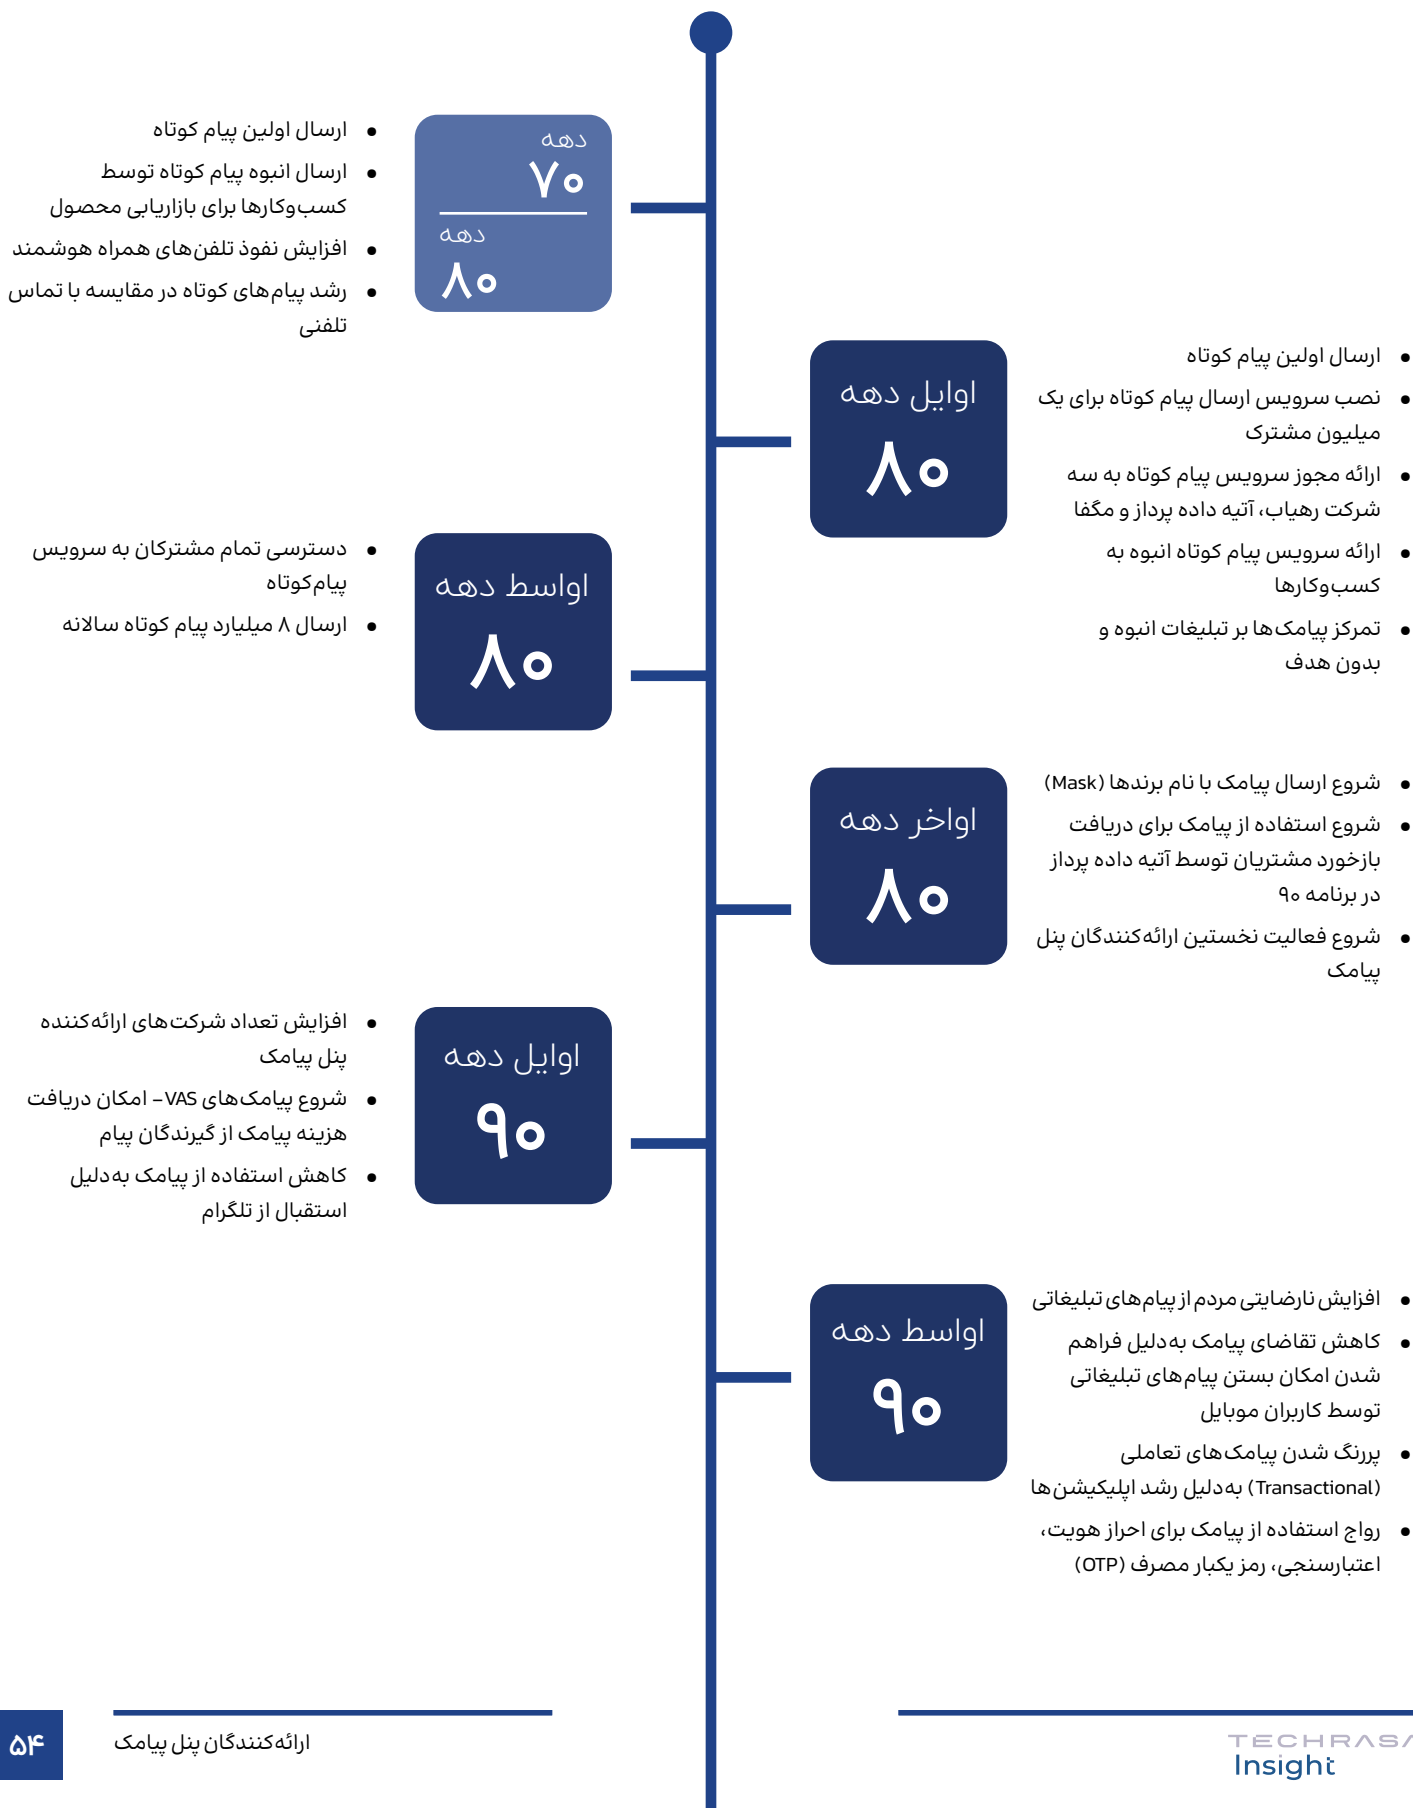 دهه
۷۰
دهه
۸۰
ارسال اولین پیام کوتاه
ارسال انبوه پیام کوتاه توسط
کسب‌وکارها برای بازاریابی محصول
افزایش نفوذ تلفن‌های همراه هوشمند
رشد پیام‌های کوتاه در مقایسه با تماس
تلفنی
اوایل دهه
۸۰
ارسال اولین پیام کوتاه
نصب سرویس ارسال پیام کوتاه برای یک
میلیون مشترک
ارائه مجوز سرویس پیام کوتاه به سه
شرکت رهیاب، آتیه داده پرداز و مگفا
ارائه سرویس پیام کوتاه انبوه به
کسب‌وکارها
تمرکز پیامک‌ها بر تبلیغات انبوه و
بدون هدف
اواسط دهه
۸۰
دسترسی تمام مشترکان به سرویس
پیام‌کوتاه
ارسال ۸ میلیارد پیام کوتاه سالانه
اواخر دهه
۸۰
شروع ارسال پیامک با نام برندها (Mask)
شروع استفاده از پیامک برای دریافت
بازخورد مشتریان توسط آتیه داده پرداز
در برنامه ۹۰
شروع فعالیت نخستین ارائه‌کنندگان پنل
پیامک
اوایل دهه
۹۰
افزایش تعداد شرکت‌های ارائه‌کننده
پنل پیامک
شروع پیامک‌های VAS– امکان دریافت
هزینه پیامک از گیرندگان پیام
کاهش استفاده از پیامک به‌دلیل
استقبال از تلگرام
اواسط دهه
۹۰
افزایش نارضایتی مردم از پیام‌های تبلیغاتی
کاهش تقاضای پیامک به‌دلیل فراهم
شدن امکان بستن پیام‌های تبلیغاتی
توسط کاربران موبایل
پررنگ شدن پیامک‌های تعاملی
(Transactional) به‌دلیل رشد اپلیکیشن‌ها
رواج استفاده از پیامک برای احراز هویت،
اعتبارسنجی، رمز یکبار مصرف (OTP)
TECHRASA
Insight
ارائه‌کنندگان پنل پیامک
۵۴